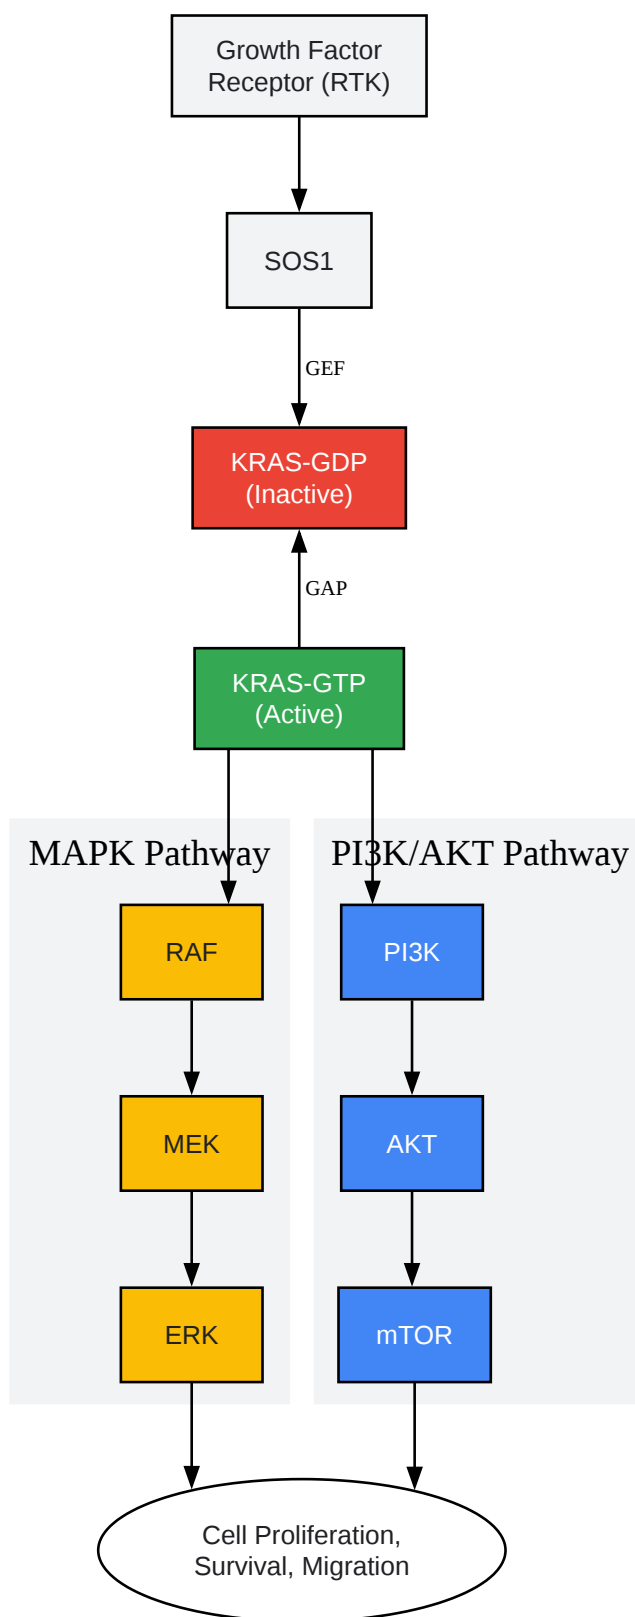 Growth Factor
Receptor (RTK)
SOS1
GEF
KRAS-GDP
(Inactive)
GAP
KRAS-GTP
(Active)
MAPK Pathway
PI3K/AKT Pathway
RAF
PI3K
MEK
AKT
ERK
mTOR
Cell Proliferation,
Survival, Migration